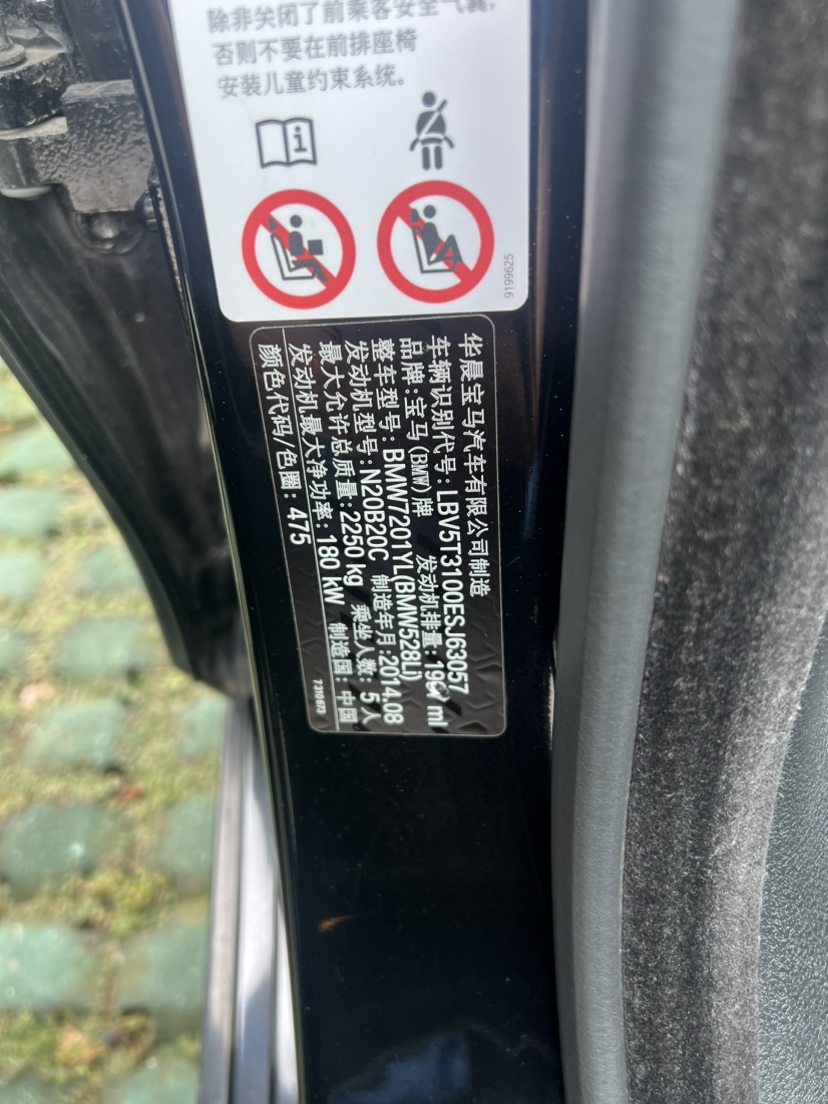 除非关闭了前乘客安全气囊，
否则不要在前排座椅
安装儿童约束系统。
9199625
华晨宝马汽车有限公司制造
车辆识别代号:LBV5T3100ESJ63057
品牌:宝马(BMW)牌 发动机排量:1997 ml
整车型号:BMW7201YL(BMW528Li)
发动机型号:N20B20C 制造年月:2014.08
最大允许总质量:2250 kg 乘坐人数: 5人
发动机最大净功率:180 kW 制造国: 中国
颜色代码/色圈: 475
7310673